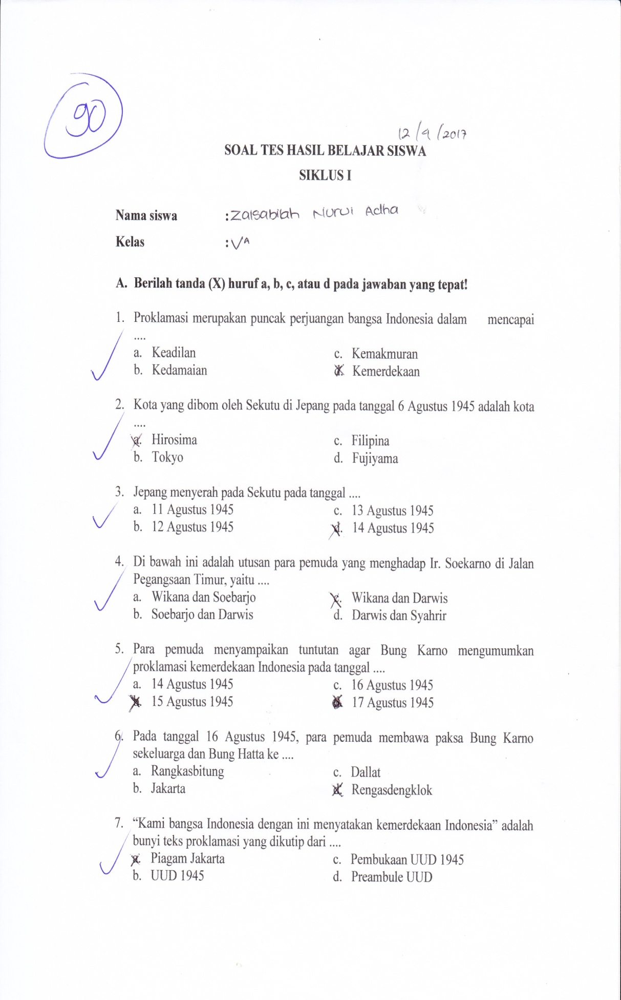 90
12/9/2017
SOAL TES HASIL BELAJAR SISWA
SIKLUS I
Nama siswa : Zalsabilah Nurul Adha
Kelas : VA
A. Berilah tanda (X) huruf a, b, c, atau d pada jawaban yang tepat!
1. Proklamasi merupakan puncak perjuangan bangsa Indonesia dalam mencapai
....
a. Keadilan c. Kemakmuran
b. Kedamaian d. Kemerdekaan
2. Kota yang dibom oleh Sekutu di Jepang pada tanggal 6 Agustus 1945 adalah kota
....
a. Hirosima c. Filipina
b. Tokyo d. Fujiyama
3. Jepang menyerah pada Sekutu pada tanggal ....
a. 11 Agustus 1945 c. 13 Agustus 1945
b. 12 Agustus 1945 d. 14 Agustus 1945
4. Di bawah ini adalah utusan para pemuda yang menghadap Ir. Soekarno di Jalan
Pegangsaan Timur, yaitu ....
a. Wikana dan Soebarjo c. Wikana dan Darwis
b. Soebarjo dan Darwis d. Darwis dan Syahrir
5. Para pemuda menyampaikan tuntutan agar Bung Karno mengumumkan
proklamasi kemerdekaan Indonesia pada tanggal ....
a. 14 Agustus 1945 c. 16 Agustus 1945
b. 15 Agustus 1945 d. 17 Agustus 1945
6. Pada tanggal 16 Agustus 1945, para pemuda membawa paksa Bung Karno
sekeluarga dan Bung Hatta ke ....
a. Rangkasbitung c. Dallat
b. Jakarta d. Rengasdengklok
7. “Kami bangsa Indonesia dengan ini menyatakan kemerdekaan Indonesia” adalah
bunyi teks proklamasi yang dikutip dari ....
a. Piagam Jakarta c. Pembukaan UUD 1945
b. UUD 1945 d. Preambule UUD